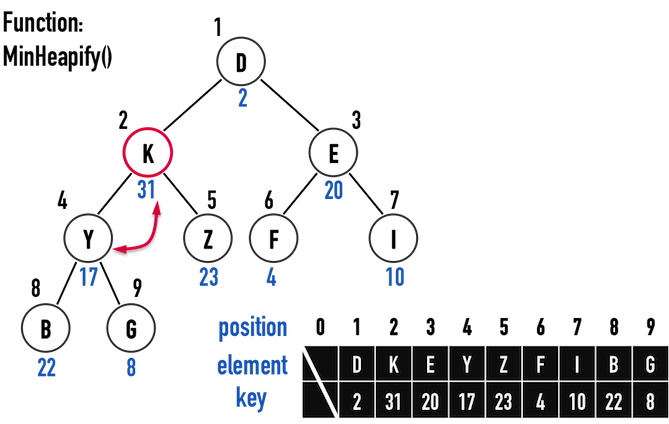 Function:
MinHeapify()
1
D
2
2
3
K
E
31
20
4
5
6
7
Y
Z
F
I
17
23
4
10
8
9
B
G
22
8
position 0 1 2 3 4 5 6 7 8 9
element D K E Y Z F I B G
key 2 31 20 17 23 4 10 22 8